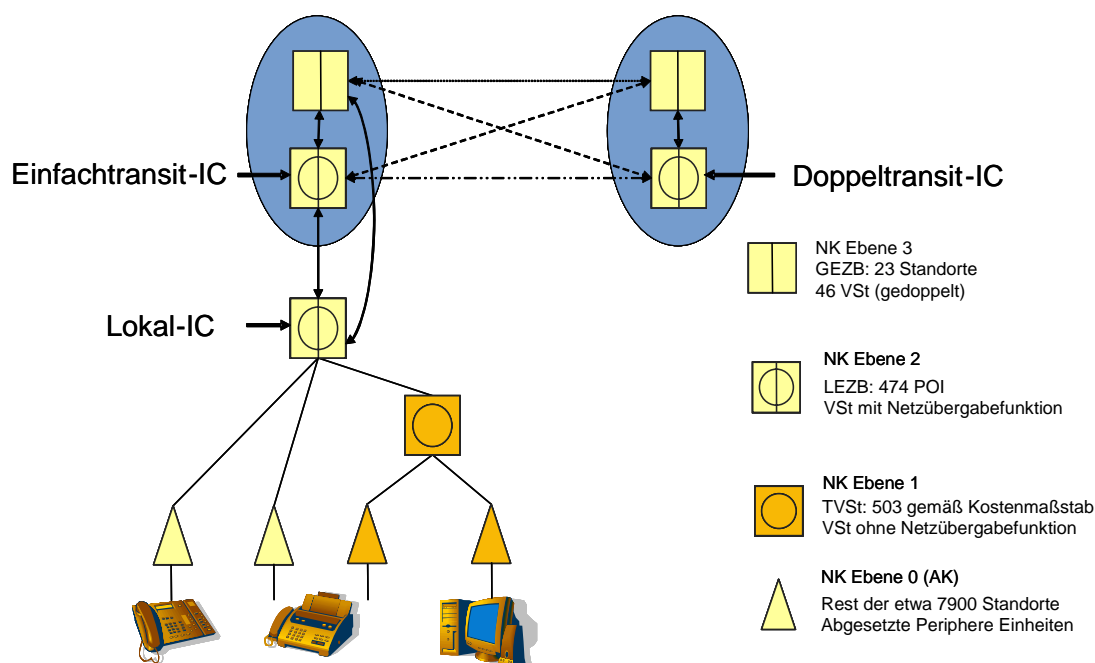 Einfachtransit-IC
Doppeltransit-IC
Lokal-IC
NK Ebene 3
GEZB: 23 Standorte
46 VSt (gedoppelt)
NK Ebene 2
LEZB: 474 POI
VSt mit Netzübergabefunktion
NK Ebene 1
TVSt: 503 gemäß Kostenmaßstab
VSt ohne Netzübergabefunktion
NK Ebene 0 (AK)
Rest der etwa 7900 Standorte
Abgesetzte Periphere Einheiten